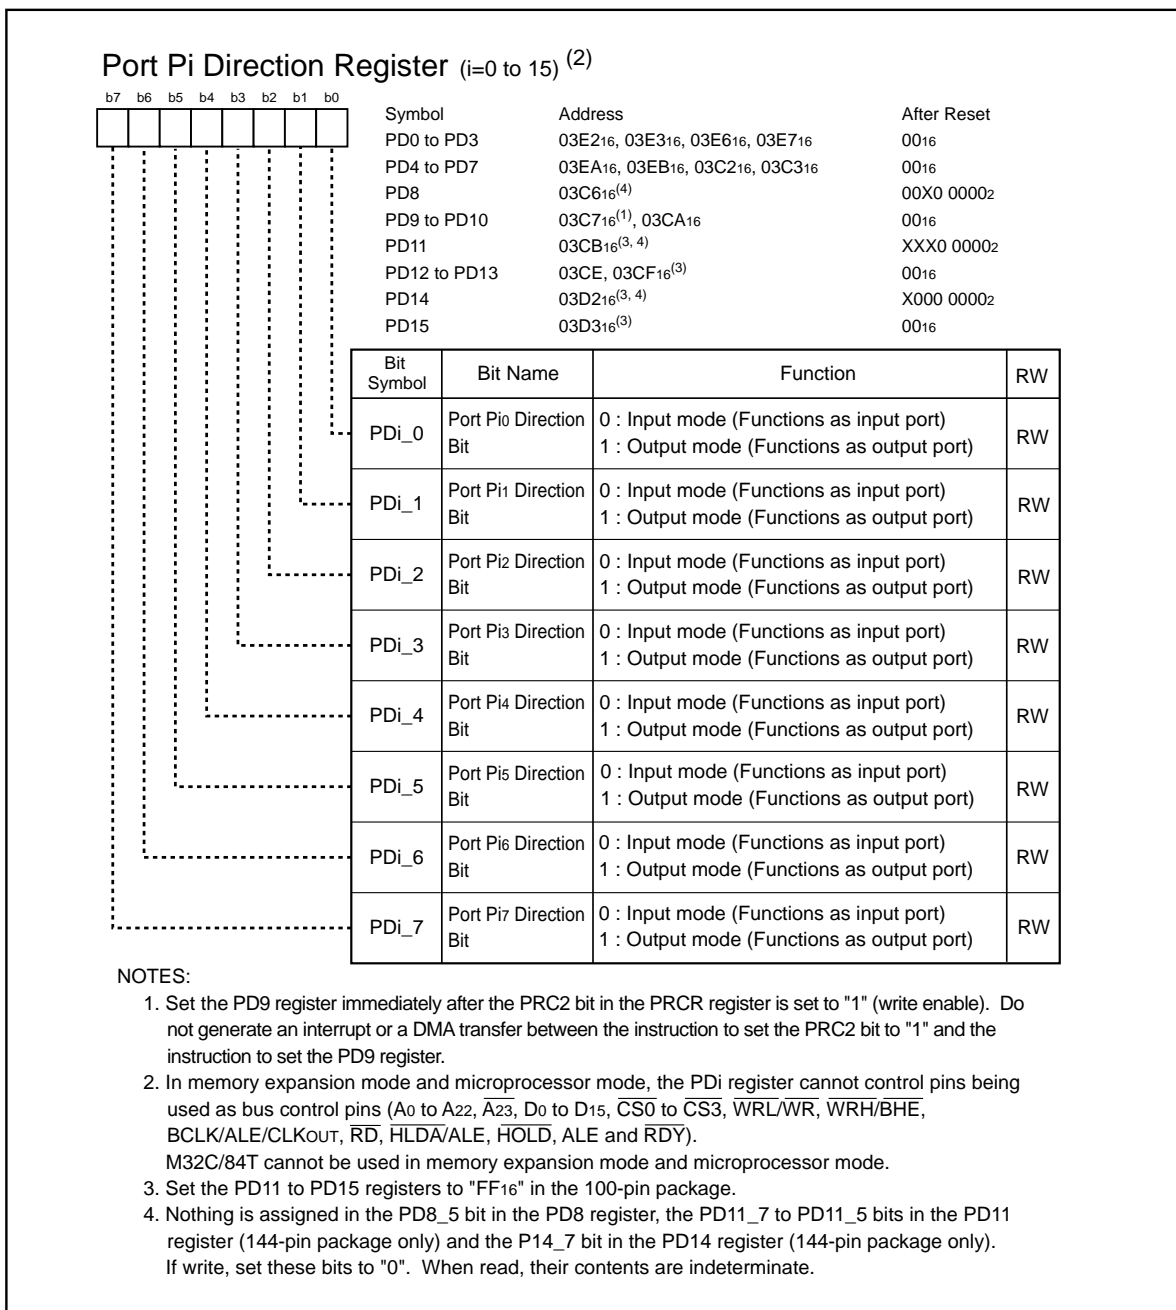 Port Pi Direction Register (i=0 to 15) (2)
b7 b6 b5 b4 b3 b2 b1 b0
Symbol Address After Reset
PD0 to PD3 03E216, 03E316, 03E616, 03E716 0016
PD4 to PD7 03EA16, 03EB16, 03C216, 03C316 0016
PD8 03C616(4) 00X0 00002
PD9 to PD10 03C716(1), 03CA16 0016
PD11 03CB16(3, 4) XXX0 00002
PD12 to PD13 03CE, 03CF16(3) 0016
PD14 03D216(3, 4) X000 00002
PD15 03D316(3) 0016
Bit Symbol Bit Name Function RW
PDi_0 Port Pi0 Direction Bit 0 : Input mode (Functions as input port)
1 : Output mode (Functions as output port) RW
PDi_1 Port Pi1 Direction Bit 0 : Input mode (Functions as input port)
1 : Output mode (Functions as output port) RW
PDi_2 Port Pi2 Direction Bit 0 : Input mode (Functions as input port)
1 : Output mode (Functions as output port) RW
PDi_3 Port Pi3 Direction Bit 0 : Input mode (Functions as input port)
1 : Output mode (Functions as output port) RW
PDi_4 Port Pi4 Direction Bit 0 : Input mode (Functions as input port)
1 : Output mode (Functions as output port) RW
PDi_5 Port Pi5 Direction Bit 0 : Input mode (Functions as input port)
1 : Output mode (Functions as output port) RW
PDi_6 Port Pi6 Direction Bit 0 : Input mode (Functions as input port)
1 : Output mode (Functions as output port) RW
PDi_7 Port Pi7 Direction Bit 0 : Input mode (Functions as input port)
1 : Output mode (Functions as output port) RW
NOTES:
1. Set the PD9 register immediately after the PRC2 bit in the PRCR register is set to "1" (write enable). Do
not generate an interrupt or a DMA transfer between the instruction to set the PRC2 bit to "1" and the
instruction to set the PD9 register.
2. In memory expansion mode and microprocessor mode, the PDi register cannot control pins being
used as bus control pins (A0 to A22, A23, D0 to D15, CS0 to CS3, WRL/WR, WRH/BHE,
BCLK/ALE/CLKOUT, RD, HLDA/ALE, HOLD, ALE and RDY).
M32C/84T cannot be used in memory expansion mode and microprocessor mode.
3. Set the PD11 to PD15 registers to "FF16" in the 100-pin package.
4. Nothing is assigned in the PD8_5 bit in the PD8 register, the PD11_7 to PD11_5 bits in the PD11
register (144-pin package only) and the P14_7 bit in the PD14 register (144-pin package only).
If write, set these bits to "0". When read, their contents are indeterminate.